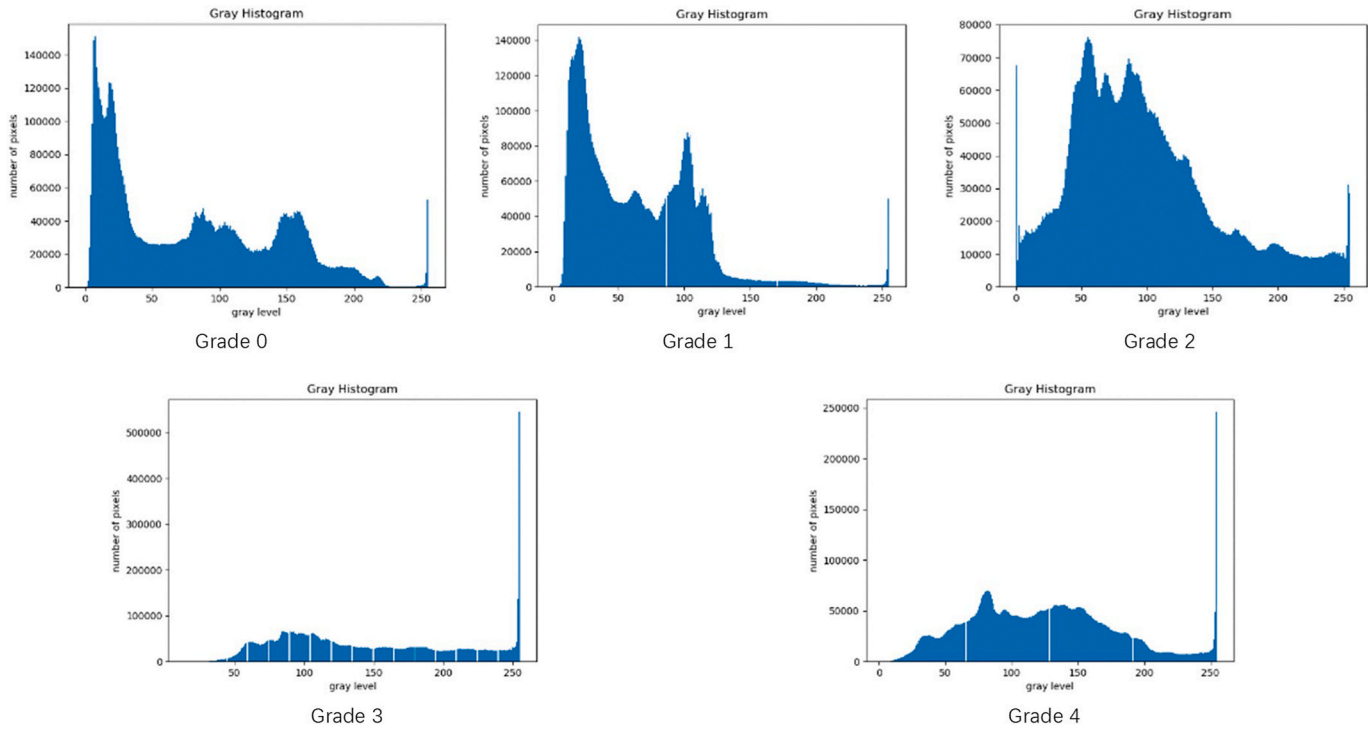 Gray Histogram
number of pixels
140000
120000
100000
80000
60000
40000
20000
0
0 50 100 150 200 250
gray level
Grade 0
Gray Histogram
number of pixels
140000
120000
100000
80000
60000
40000
20000
0
0 50 100 150 200 250
gray level
Grade 1
Gray Histogram
number of pixels
80000
70000
60000
50000
40000
30000
20000
10000
0
0 50 100 150 200 250
gray level
Grade 2
Gray Histogram
number of pixels
500000
400000
300000
200000
100000
0
50 100 150 200 250
gray level
Grade 3
Gray Histogram
number of pixels
250000
200000
150000
100000
50000
0
0 50 100 150 200 250
gray level
Grade 4